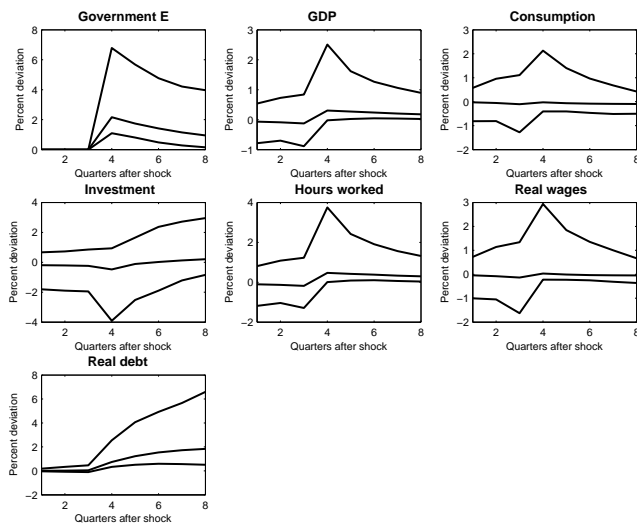 Government E
GDP
Consumption
Percent deviation
8
6
4
2
0
2 4 6 8
Quarters after shock
Percent deviation
3
2
1
0
−1
2 4 6 8
Quarters after shock
Percent deviation
3
2
1
0
−1
−2
2 4 6 8
Quarters after shock
Investment
Hours worked
Real wages
Percent deviation
4
2
0
−2
−4
2 4 6 8
Quarters after shock
Percent deviation
4
2
0
−2
2 4 6 8
Quarters after shock
Percent deviation
3
2
1
0
−1
−2
2 4 6 8
Quarters after shock
Real debt
Percent deviation
8
6
4
2
0
−2
2 4 6 8
Quarters after shock